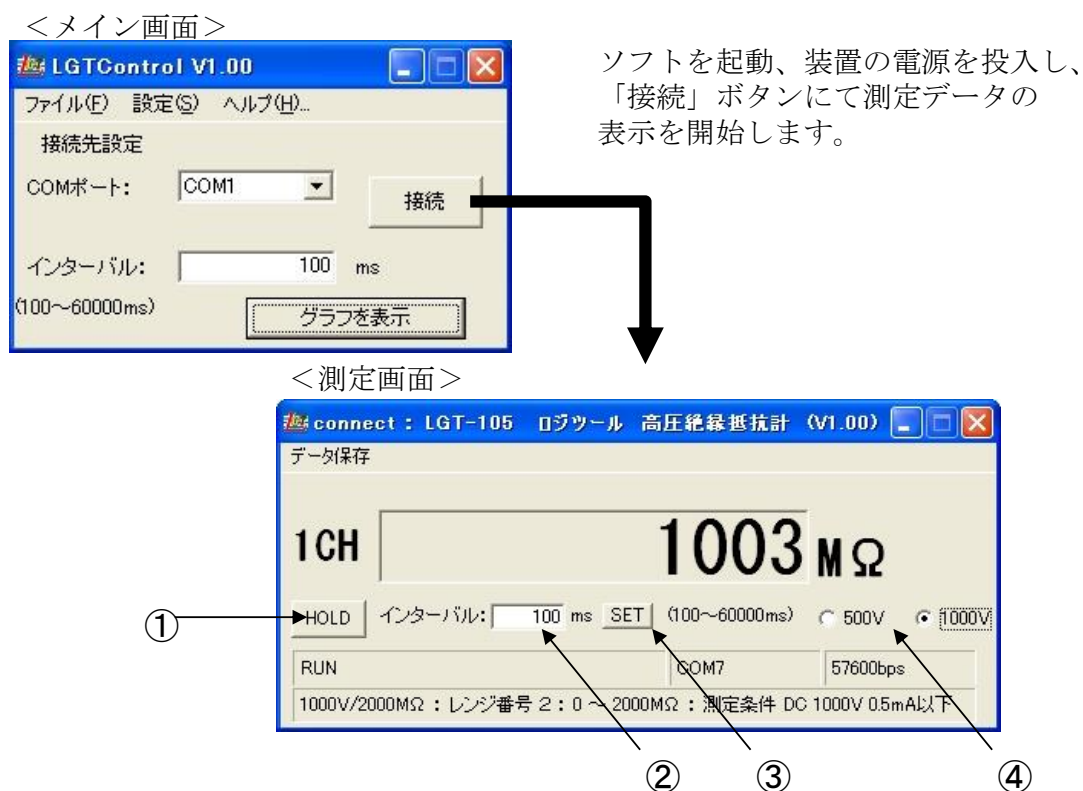 ＜メイン画面＞
LGTControl V1.00
ファイル(F) 設定(S) ヘルプ(H)...
接続先設定
COMポート: COM1
接続
インターバル: 100 ms
(100～60000ms)
グラフを表示
ソフトを起動、装置の電源を投入し、
「接続」ボタンにて測定データの
表示を開始します。
＜測定画面＞
connect : LGT-105 ロジツール 高圧絶縁抵抗計 (V1.00)
データ保存
1CH 1003 MΩ
① HOLD インターバル: 100 ms SET (100～60000ms) 500V 1000V
RUN COM7 57600bps
1000V/2000MΩ : レンジ番号 2 : 0 ～ 2000MΩ : 測定条件 DC 1000V 0.5mA以下
② ③ ④